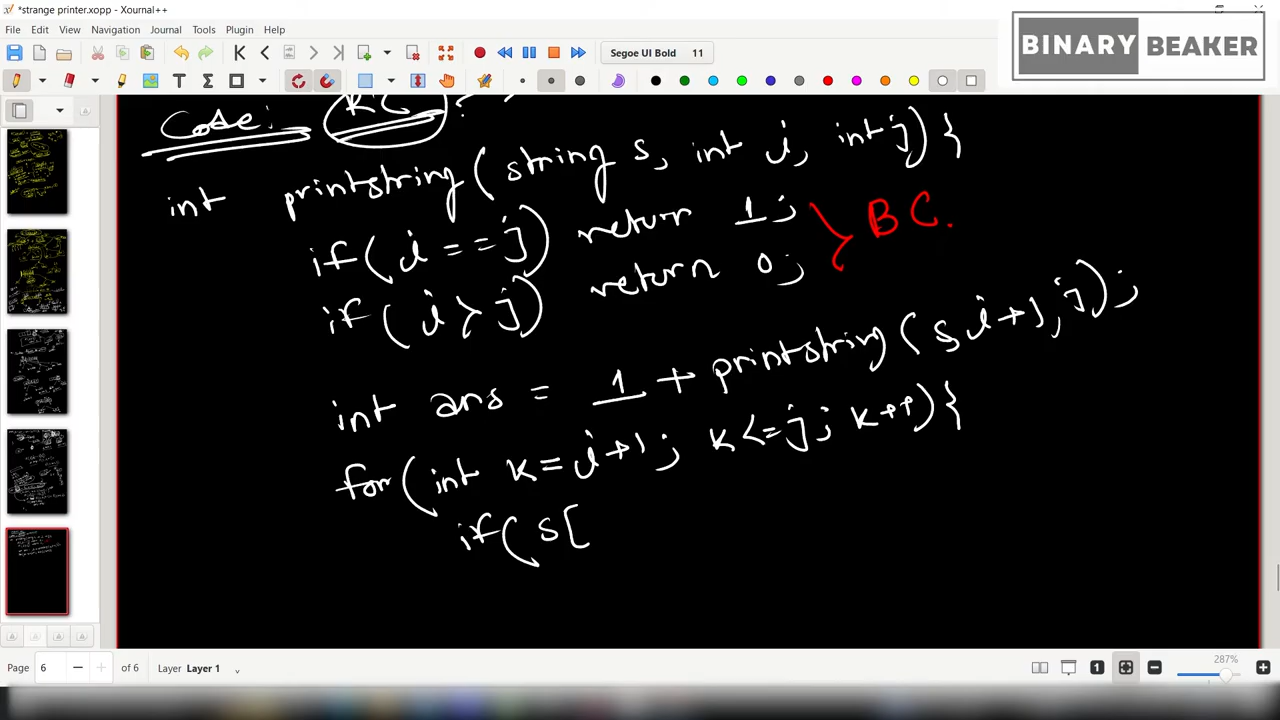 *strange printer.xopp - Xournal++
BINARY BEAKER
File Edit View Navigation Journal Tools Plugin Help
Segoe UI Bold 11
Code:-
int printstring(string s, int i, int j){
if(i==j) return 1;
if(i>j) return 0;
B C.
int ans = 1 + printstring(s,i+1,j);
for(int k=i+1; k<=j; k++){
if(s[
287%
Page 6 of 6 Layer Layer 1